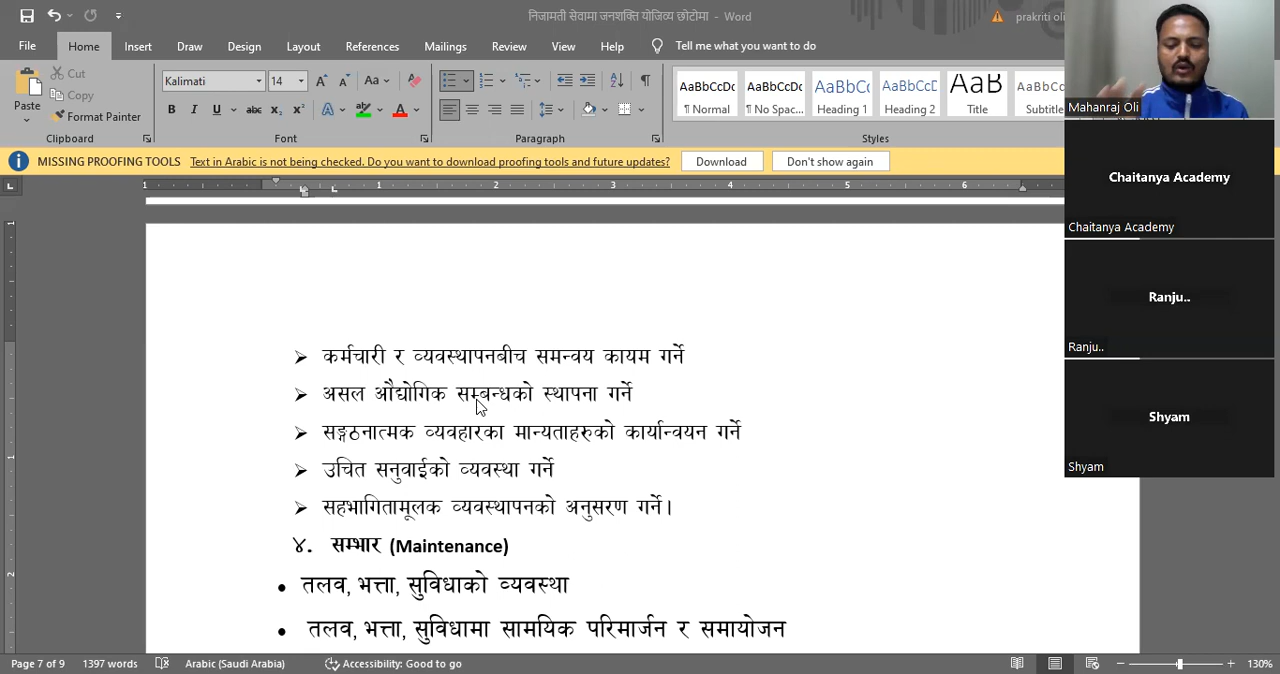 निजामती सेवामा जनशक्ति योजिव्य छोटोमा - Word
prakriti oli
File Home Insert Draw Design Layout References Mailings Review View Help Tell me what you want to do
Paste
Cut
Copy
Format Painter
Clipboard
Kalimati 14
Font
Paragraph
AaBbCcDc AaBbCcDc AaBbCc AaBbCcD AaB AaBbCcD
¶ Normal ¶ No Spac... Heading 1 Heading 2 Title Subtitle
Styles
MISSING PROOFING TOOLS Text in Arabic is not being checked. Do you want to download proofing tools and future updates? Download Don't show again
कर्मचारी र व्यवस्थापनबीच समन्वय कायम गर्ने
असल औद्योगिक सम्बन्धको स्थापना गर्ने
सङ्गठनात्मक व्यवहारका मान्यताहरुको कार्यान्वयन गर्ने
उचित सनुवाईको व्यवस्था गर्ने
सहभागितामूलक व्यवस्थापनको अनुसरण गर्ने।
४. सम्भार (Maintenance)
• तलव, भत्ता, सुविधाको व्यवस्था
• तलव, भत्ता, सुविधामा सामयिक परिमार्जन र समायोजन
Page 7 of 9 1397 words Arabic (Saudi Arabia) Accessibility: Good to go 130%
Mahanraj Oli
Chaitanya Academy
Chaitanya Academy
Ranju..
Ranju..
Shyam
Shyam